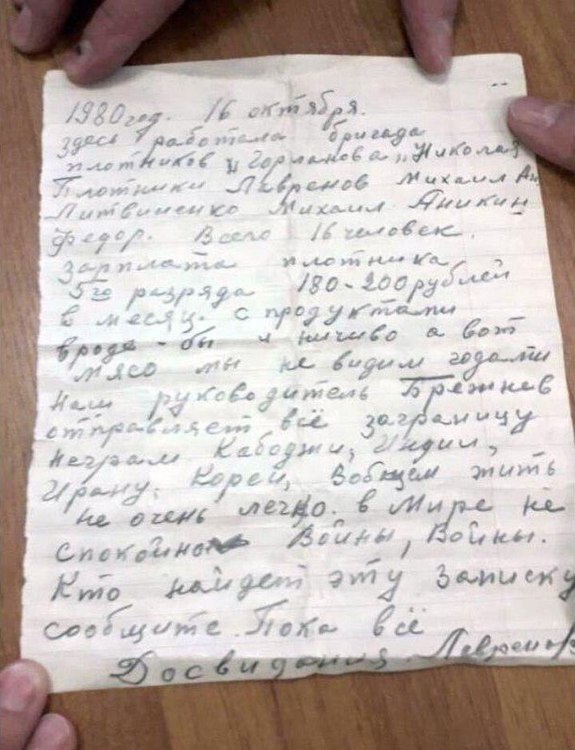 1980 год. 16 октября.
здесь работала бригада
плотников „Горланова„ Николая
Плотники Лавренов Михаил Ан.
Литвиненко Михаил. Аникин
Федор. Всего 16 человек.
зарплата плотника
5го разряда 180-200 рублей
в месяц. с продуктами
вроде-бы и ничиво а вот
мясо мы не видим годами
наш руководитель Брежнев
отправляет всё заграницу
неграм Кабоджи, Индии,
Ирану, Кореи, Вобщем жить
не очень легко. в Мире не
спокойно Войны, Войны.
Кто найдет эту записку
сообщите. Пока всё
Досвидания. Лавренов